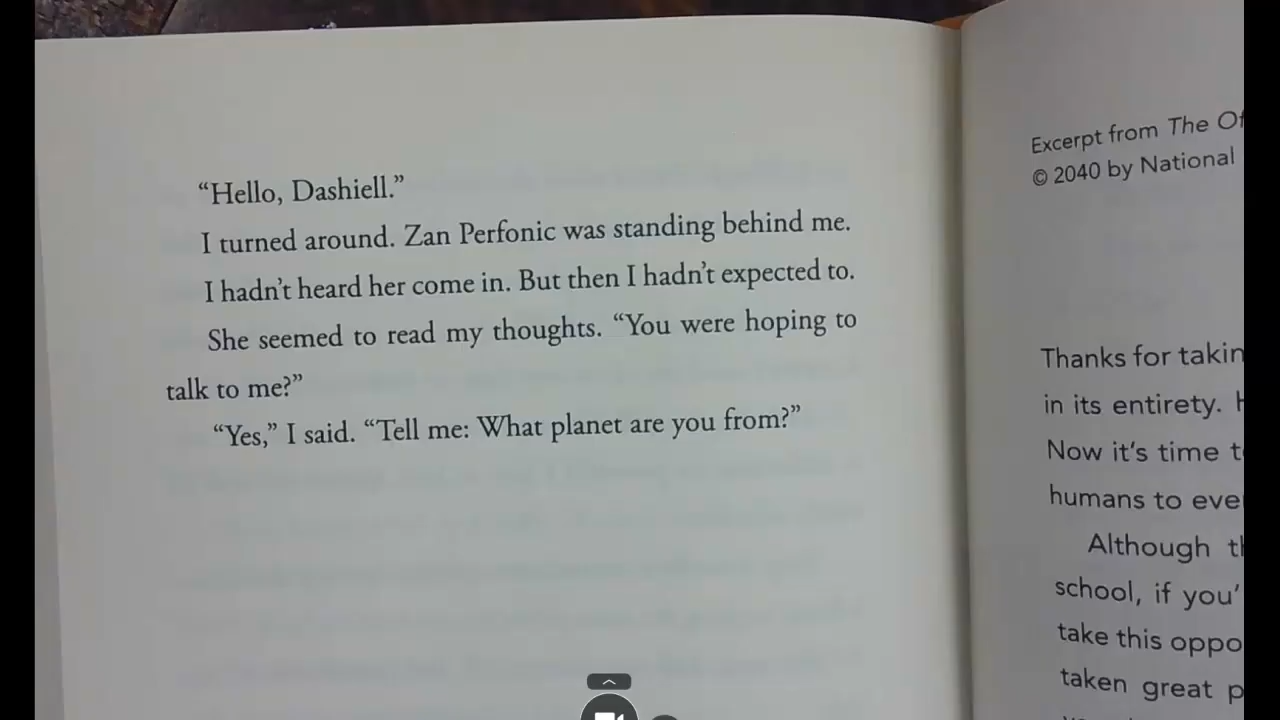 “Hello, Dashiell.”
I turned around. Zan Perfonic was standing behind me.
I hadn’t heard her come in. But then I hadn’t expected to.
She seemed to read my thoughts. “You were hoping to
talk to me?”
“Yes,” I said. “Tell me: What planet are you from?”
Excerpt from The
© 2040 by National
Thanks for
in its entirety.
Now it’s time
humans to
Although
school, if
take this
taken great